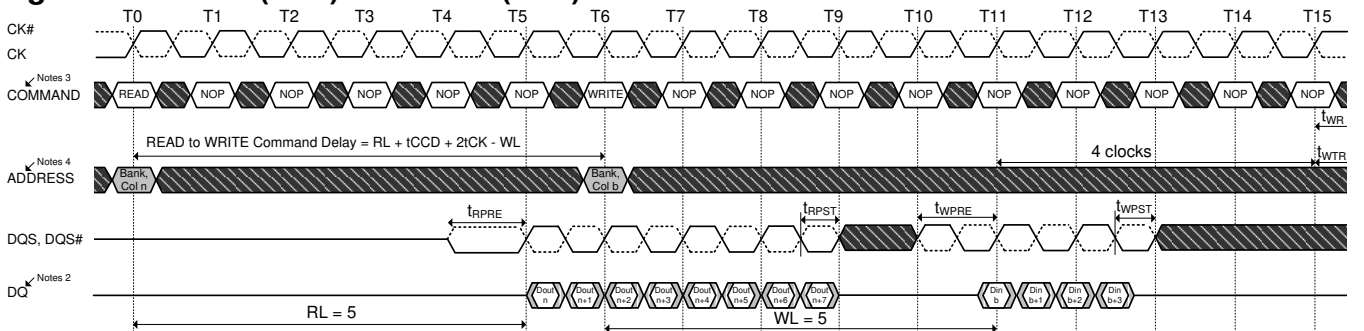 T0 T1 T2 T3 T4 T5 T6 T7 T8 T9 T10 T11 T12 T13 T14 T15
CK#
CK
Notes 3
COMMAND READ NOP NOP NOP NOP NOP WRITE NOP NOP NOP NOP NOP NOP NOP NOP NOP
tWR
READ to WRITE Command Delay = RL + tCCD + 2tCK - WL
4 clocks tWTR
Notes 4
ADDRESS Bank, Col n Bank, Col b
tRPRE tRPST tWPRE tWPST
DQS, DQS#
Notes 2
DQ Dout n Dout n+1 Dout n+2 Dout n+3 Dout n+4 Dout n+5 Dout n+6 Dout n+7 Din b Din b+1 Din b+2 Din b+3
RL = 5 WL = 5